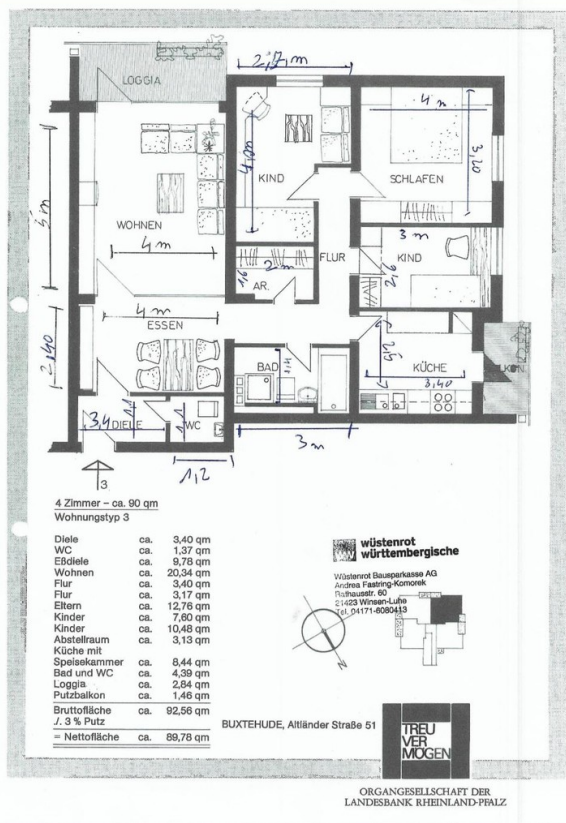 2,7 m
LOGGIA
4 m
3,20
KIND
SCHLAFEN
5 m
WOHNEN
4 m
3 m
KIND
FLUR
2 m
1,6
AR.
2,6
4 m
ESSEN
2,40
BAD
KÜCHE
2,5
3,40
3,4
DIELE
1,1
1,1
WC
3 m
1,2
3
4 Zimmer – ca. 90 qm
Wohnungstyp 3
Diele ca. 3,40 qm
WC ca. 1,37 qm
Eßdiele ca. 9,78 qm
Wohnen ca. 20,34 qm
Flur ca. 3,40 qm
Flur ca. 3,17 qm
Eltern ca. 12,76 qm
Kinder ca. 7,60 qm
Kinder ca. 10,48 qm
Abstellraum ca. 3,13 qm
Küche mit
Speisekammer ca. 8,44 qm
Bad und WC ca. 4,39 qm
Loggia ca. 2,84 qm
Putzbalkon ca. 1,46 qm
Bruttofläche ca. 92,56 qm
./. 3 % Putz
= Nettofläche ca. 89,78 qm
wüstenrot
württembergische
Wüstenrot Bausparkasse AG
Andrea Fastring-Komorek
Rathausstr. 60
21423 Winsen-Luhe
Tel. 04171-6080413
N
BUXTEHUDE, Altländer Straße 51
TREU
VER
MÖGEN
ORGANGESELLSCHAFT DER
LANDESBANK RHEINLAND-PFALZ